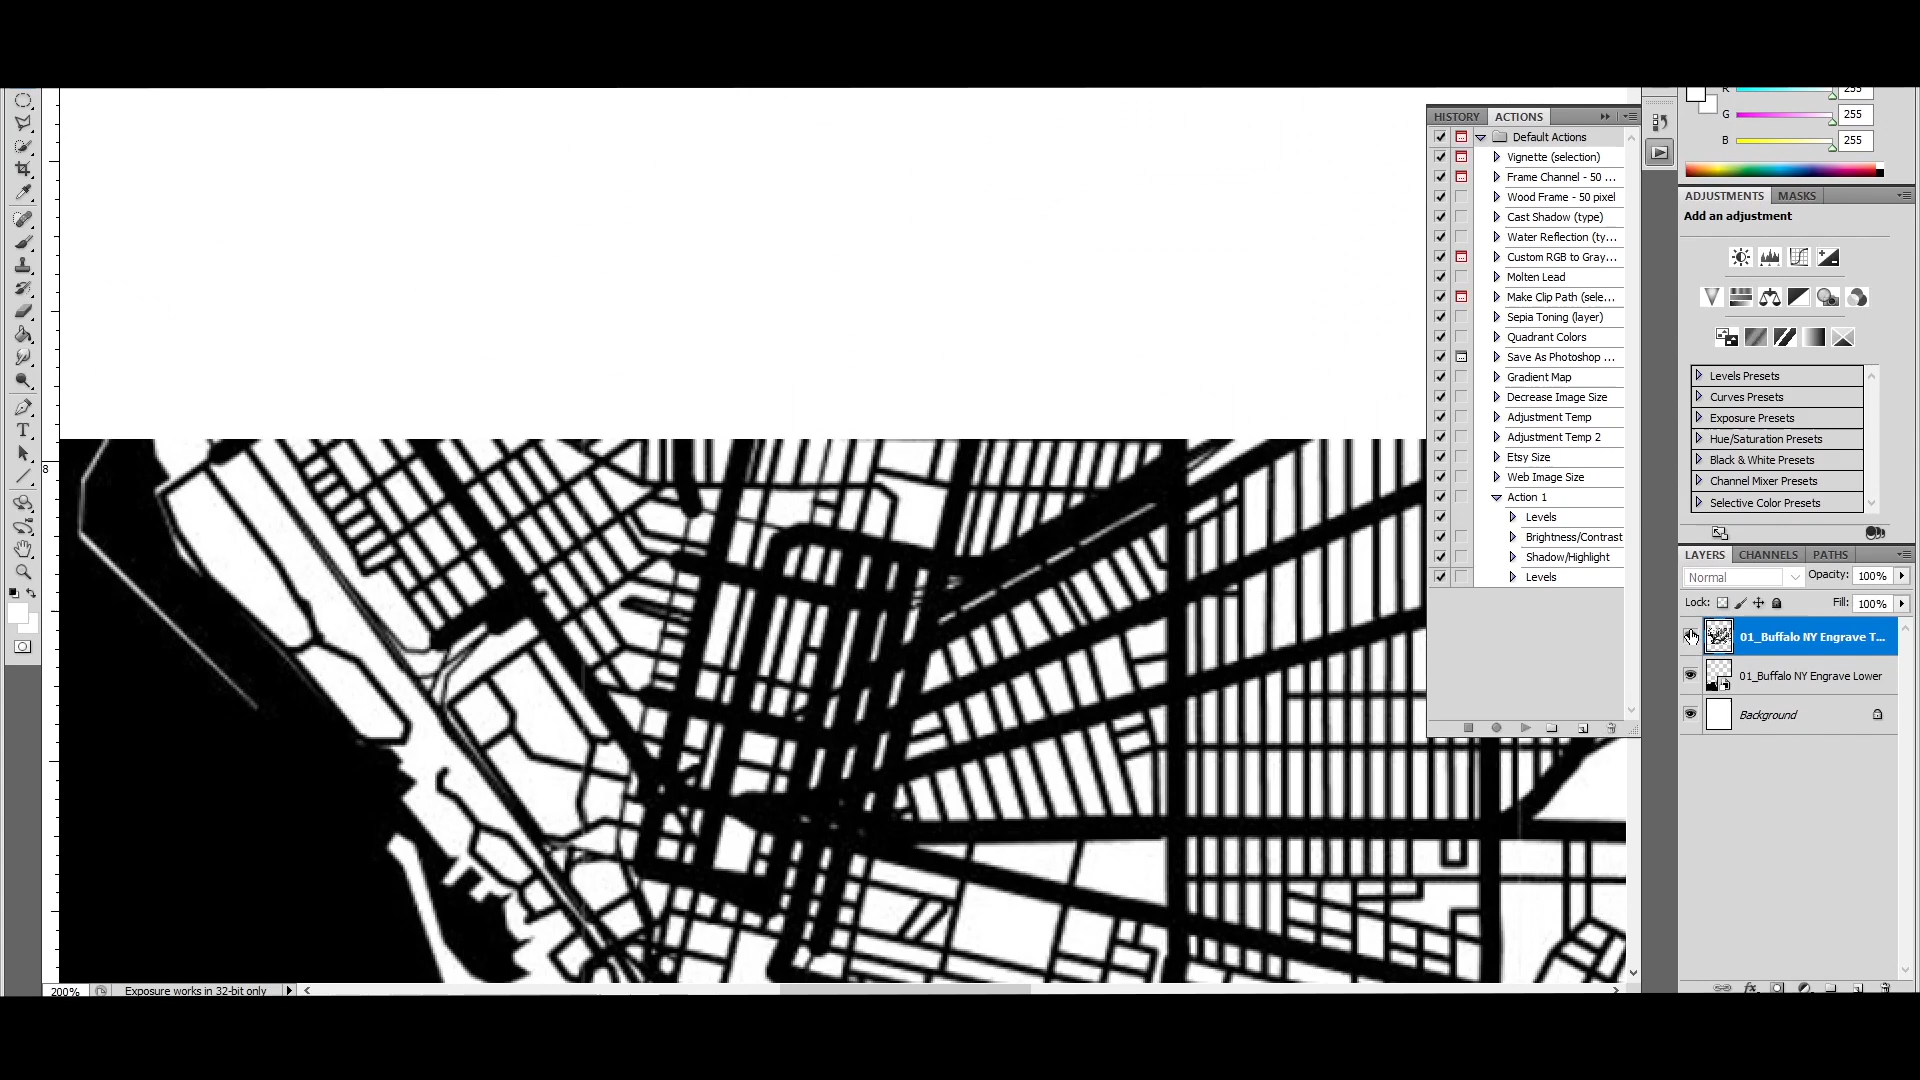 R 255
G 255
B 255
HISTORY ACTIONS
Default Actions
Vignette (selection)
Frame Channel - 50 ...
Wood Frame - 50 pixel
Cast Shadow (type)
Water Reflection (ty...
Custom RGB to Gray...
Molten Lead
Make Clip Path (sele...
Sepia Toning (layer)
Quadrant Colors
Save As Photoshop ...
Gradient Map
Decrease Image Size
Adjustment Temp
Adjustment Temp 2
Etsy Size
Web Image Size
Action 1
Levels
Brightness/Contrast
Shadow/Highlight
Levels
ADJUSTMENTS MASKS
Add an adjustment
Levels Presets
Curves Presets
Exposure Presets
Hue/Saturation Presets
Black & White Presets
Channel Mixer Presets
Selective Color Presets
LAYERS CHANNELS PATHS
Normal Opacity: 100%
Lock: Fill: 100%
01_Buffalo NY Engrave T...
01_Buffalo NY Engrave Lower
Background
8
T
200% Exposure works in 32-bit only